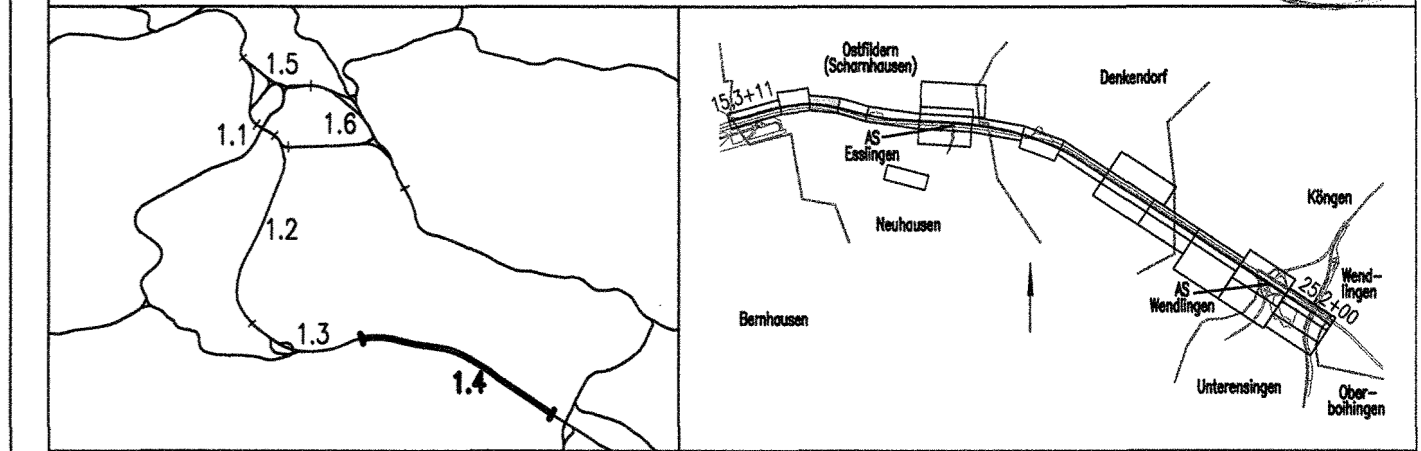 1.5
1.1
1.6
1.2
1.3
1.4
15.3+11
Ostfildern
(Scharnhausen)
Denkendorf
AS
Esslingen
Neuhausen
Köngen
Wend-
lingen
25.2+00
AS
Wendlingen
Bernhausen
Unterensingen
Ober-
boihingen